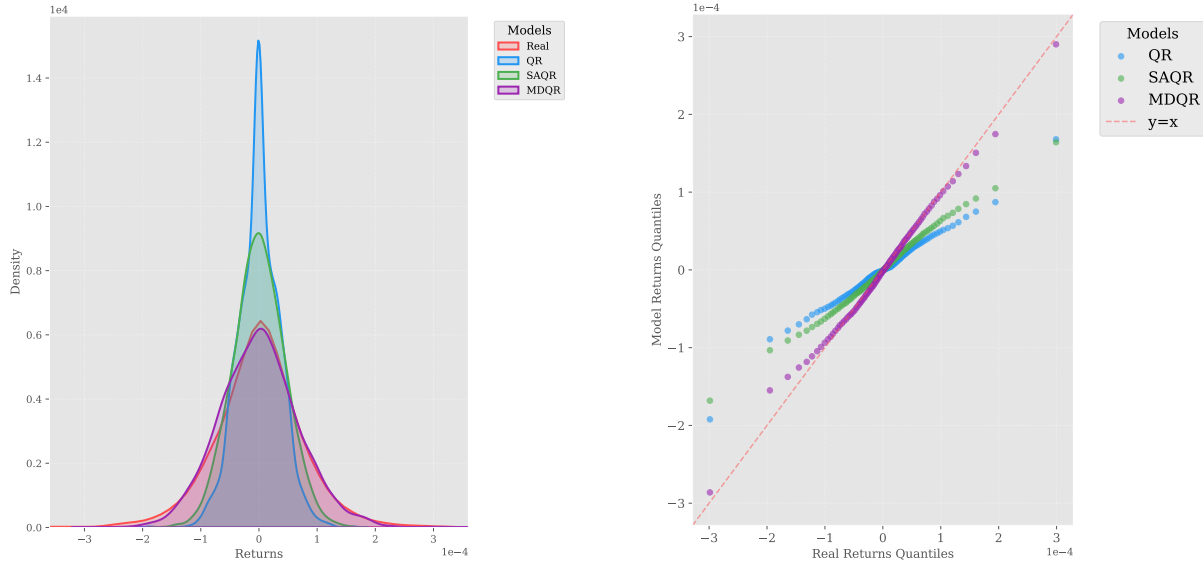 1e4
Density
1.4
1.2
1.0
0.8
0.6
0.4
0.2
0.0
−3
−2
−1
0
1
2
3
Returns
1e−4
Models
Real
QR
SAQR
MDQR
1e−4
Model Returns Quantiles
3
2
1
0
−1
−2
−3
−3
−2
−1
0
1
2
3
Real Returns Quantiles
1e−4
Models
QR
SAQR
MDQR
y=x